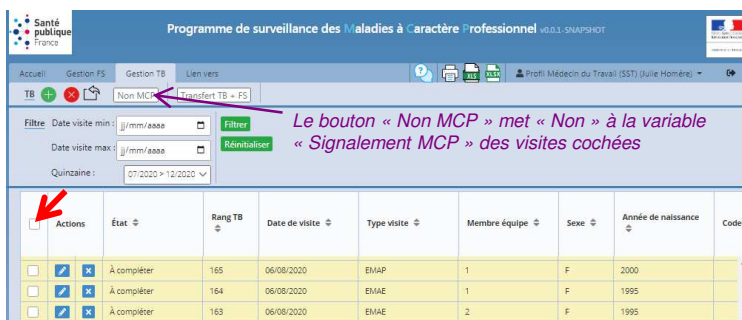 Santé
publique
France
Programme de surveillance des Maladies à Caractère Professionnel v0.0.1-SNAPSHOT
Accueil Gestion FS Gestion TB Lien vers
? XLS XLSX Profil Médecin du Travail (SST) (Julie Homère)
TB Non MCP Transfert TB + FS
Filtre Date visite min : jj/mm/aaaa Filtrer
Le bouton « Non MCP » met « Non » à la variable
« Signalement MCP » des visites cochées
Date visite max : jj/mm/aaaa Réinitialiser
Quinzaine : 07/2020 > 12/2020
Actions État Rang TB Date de visite Type visite Membre équipe Sexe Année de naissance Code
À compléter 165 06/08/2020 EMAP 1 F 2000
À compléter 164 06/08/2020 EMAE 1 F 1995
À compléter 163 06/08/2020 EMAE 2 F 1995